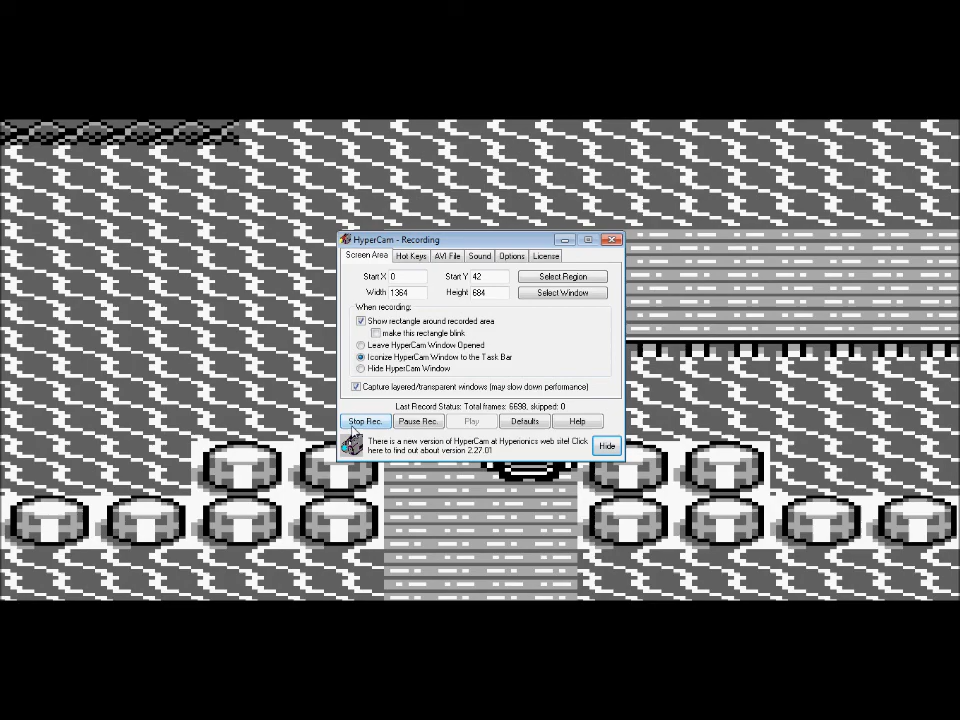 HyperCam - Recording
Screen Area Hot Keys AVI File Sound Options License
Start X 0 Start Y 42 Select Region
Width 1364 Height 684 Select Window
When recording:
Show rectangle around recorded area
make this rectangle blink
Leave HyperCam Window Opened
Iconize HyperCam Window to the Task Bar
Hide HyperCam Window
Capture layered/transparent windows (may slow down performance)
Last Record Status: Total frames: 6698, skipped: 0
Stop Rec. Pause Rec. Play Defaults Help
There is a new version of HyperCam at Hyperionics web site! Click
here to find out about version 2.27.01
Hide